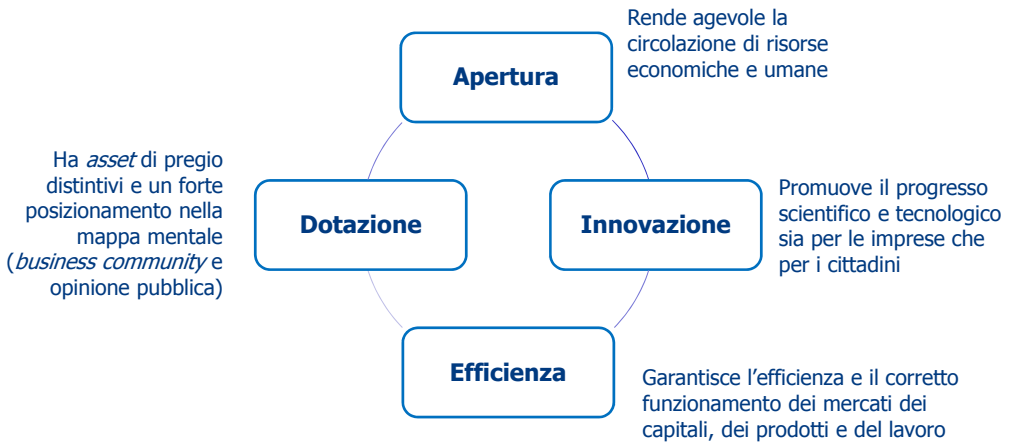 Rende agevole la
circolazione di risorse
economiche e umane
Apertura
Ha asset di pregio
distintivi e un forte
posizionamento nella
mappa mentale
(business community e
opinione pubblica)
Dotazione
Innovazione
Promuove il progresso
scientifico e tecnologico
sia per le imprese che
per i cittadini
Efficienza
Garantisce l’efficienza e il corretto
funzionamento dei mercati dei
capitali, dei prodotti e del lavoro